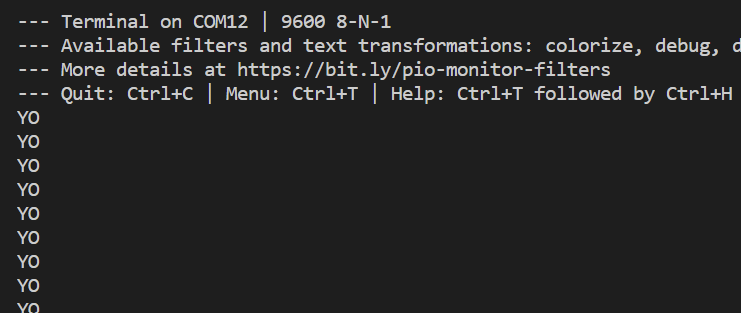 --- Terminal on COM12 | 9600 8-N-1
--- Available filters and text transformations: colorize, debug, d
--- More details at https://bit.ly/pio-monitor-filters
--- Quit: Ctrl+C | Menu: Ctrl+T | Help: Ctrl+T followed by Ctrl+H
YO
YO
YO
YO
YO
YO
YO
YO
YO